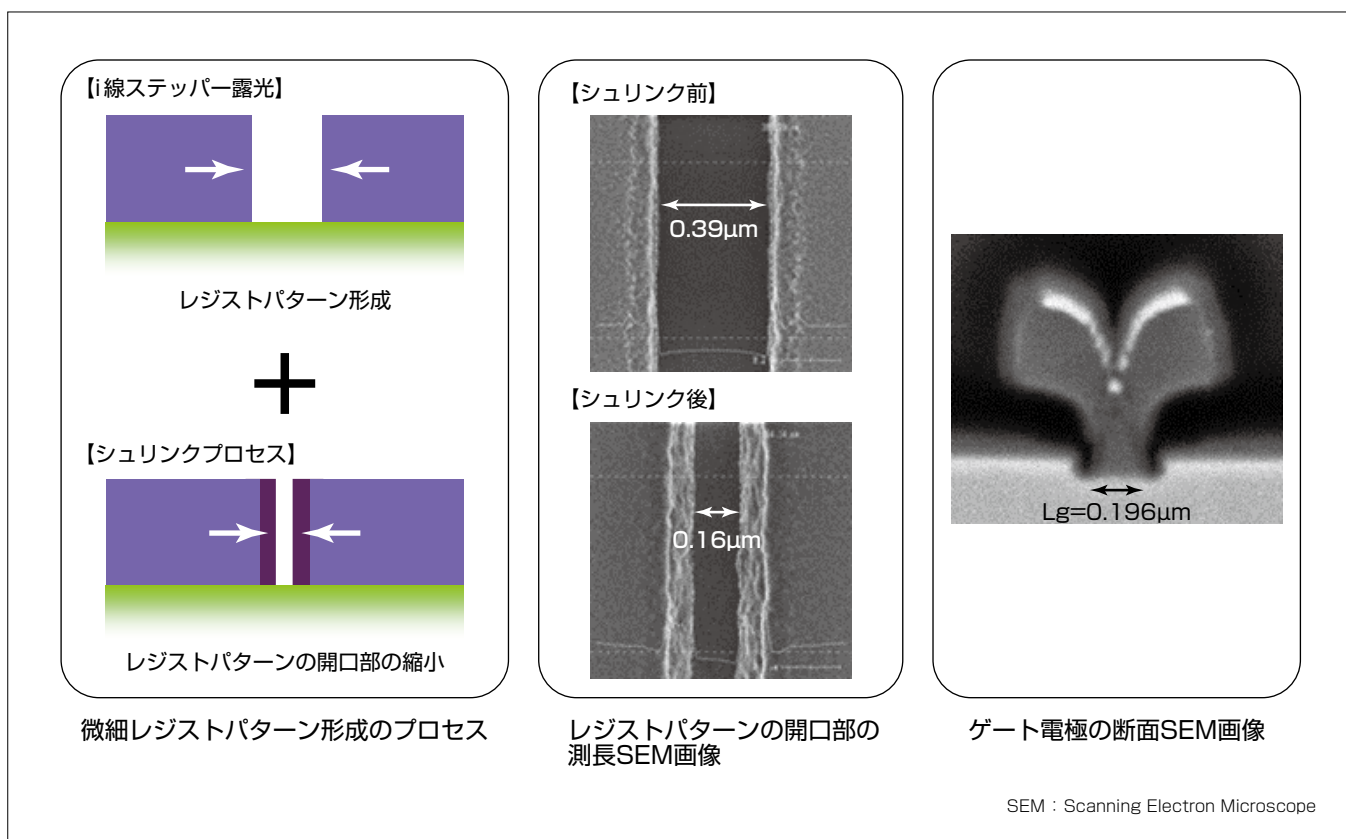 【i線ステッパー露光】
レジストパターン形成
+
【シュリンクプロセス】
レジストパターンの開口部の縮小
微細レジストパターン形成のプロセス
【シュリンク前】
0.39μm
【シュリンク後】
0.16μm
レジストパターンの開口部の
測長SEM画像
Lg=0.196μm
ゲート電極の断面SEM画像
SEM：Scanning Electron Microscope